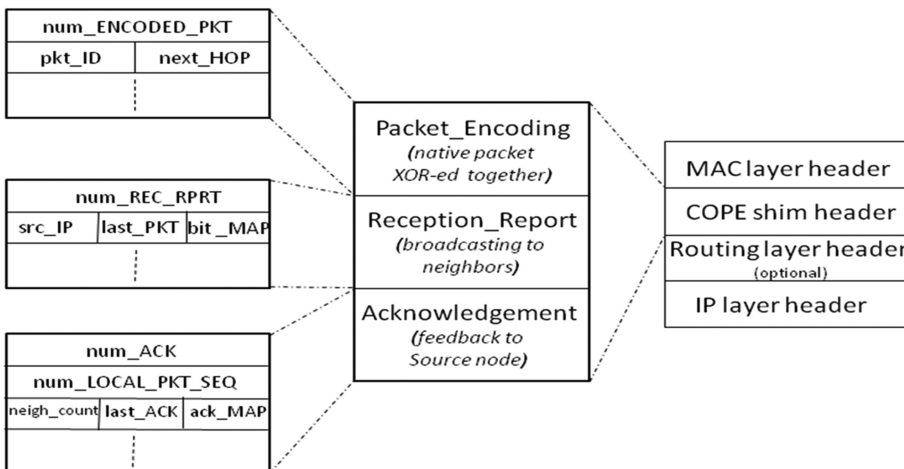 num_ENCODED_PKT
pkt_ID next_HOP
num_REC_RPRT
src_IP last_PKT bit _MAP
num_ACK
num_LOCAL_PKT_SEQ
neigh_count last_ACK ack_MAP
Packet_Encoding
(native packet
XOR-ed together)
Reception_Report
(broadcasting to
neighbors)
Acknowledgement
(feedback to
Source node)
MAC layer header
COPE shim header
Routing layer header
(optional)
IP layer header